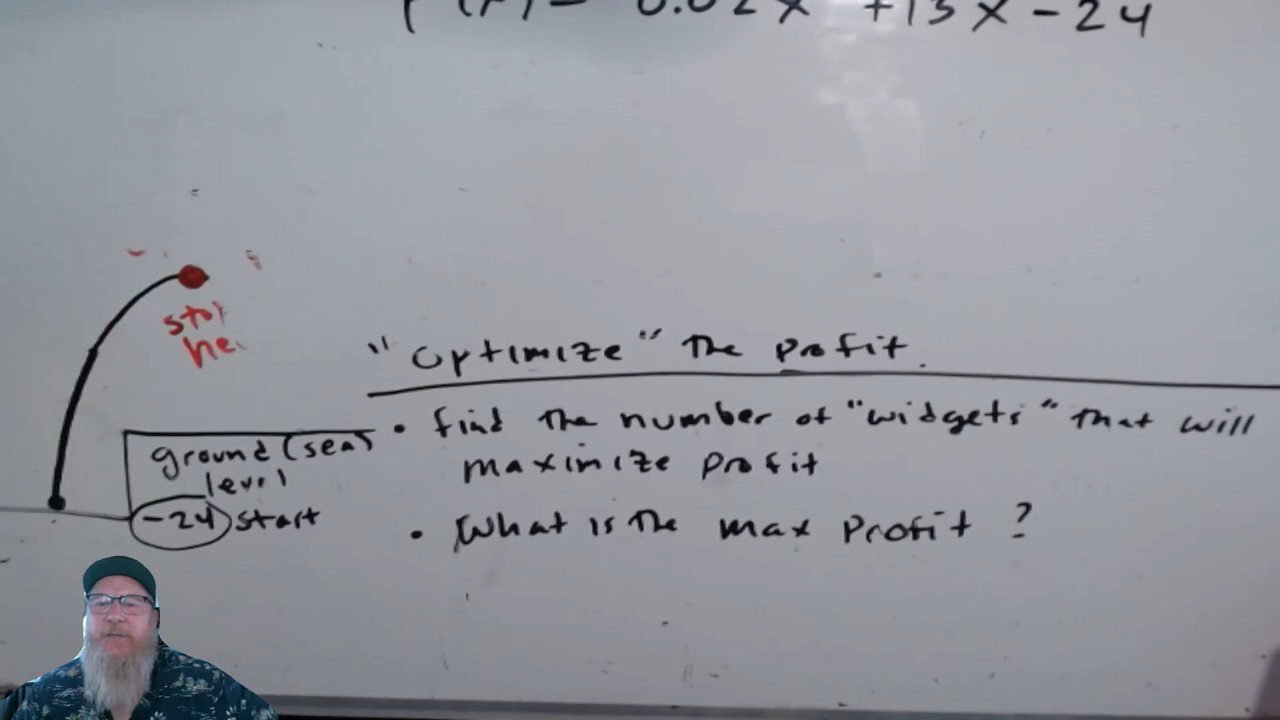 P(x) = 0.02x +13x-24
stop
he
"optimize" the profit.
• find the number of "widgets" that will
maximize profit
ground (sea)
level
-24 start
• What is the max profit ?